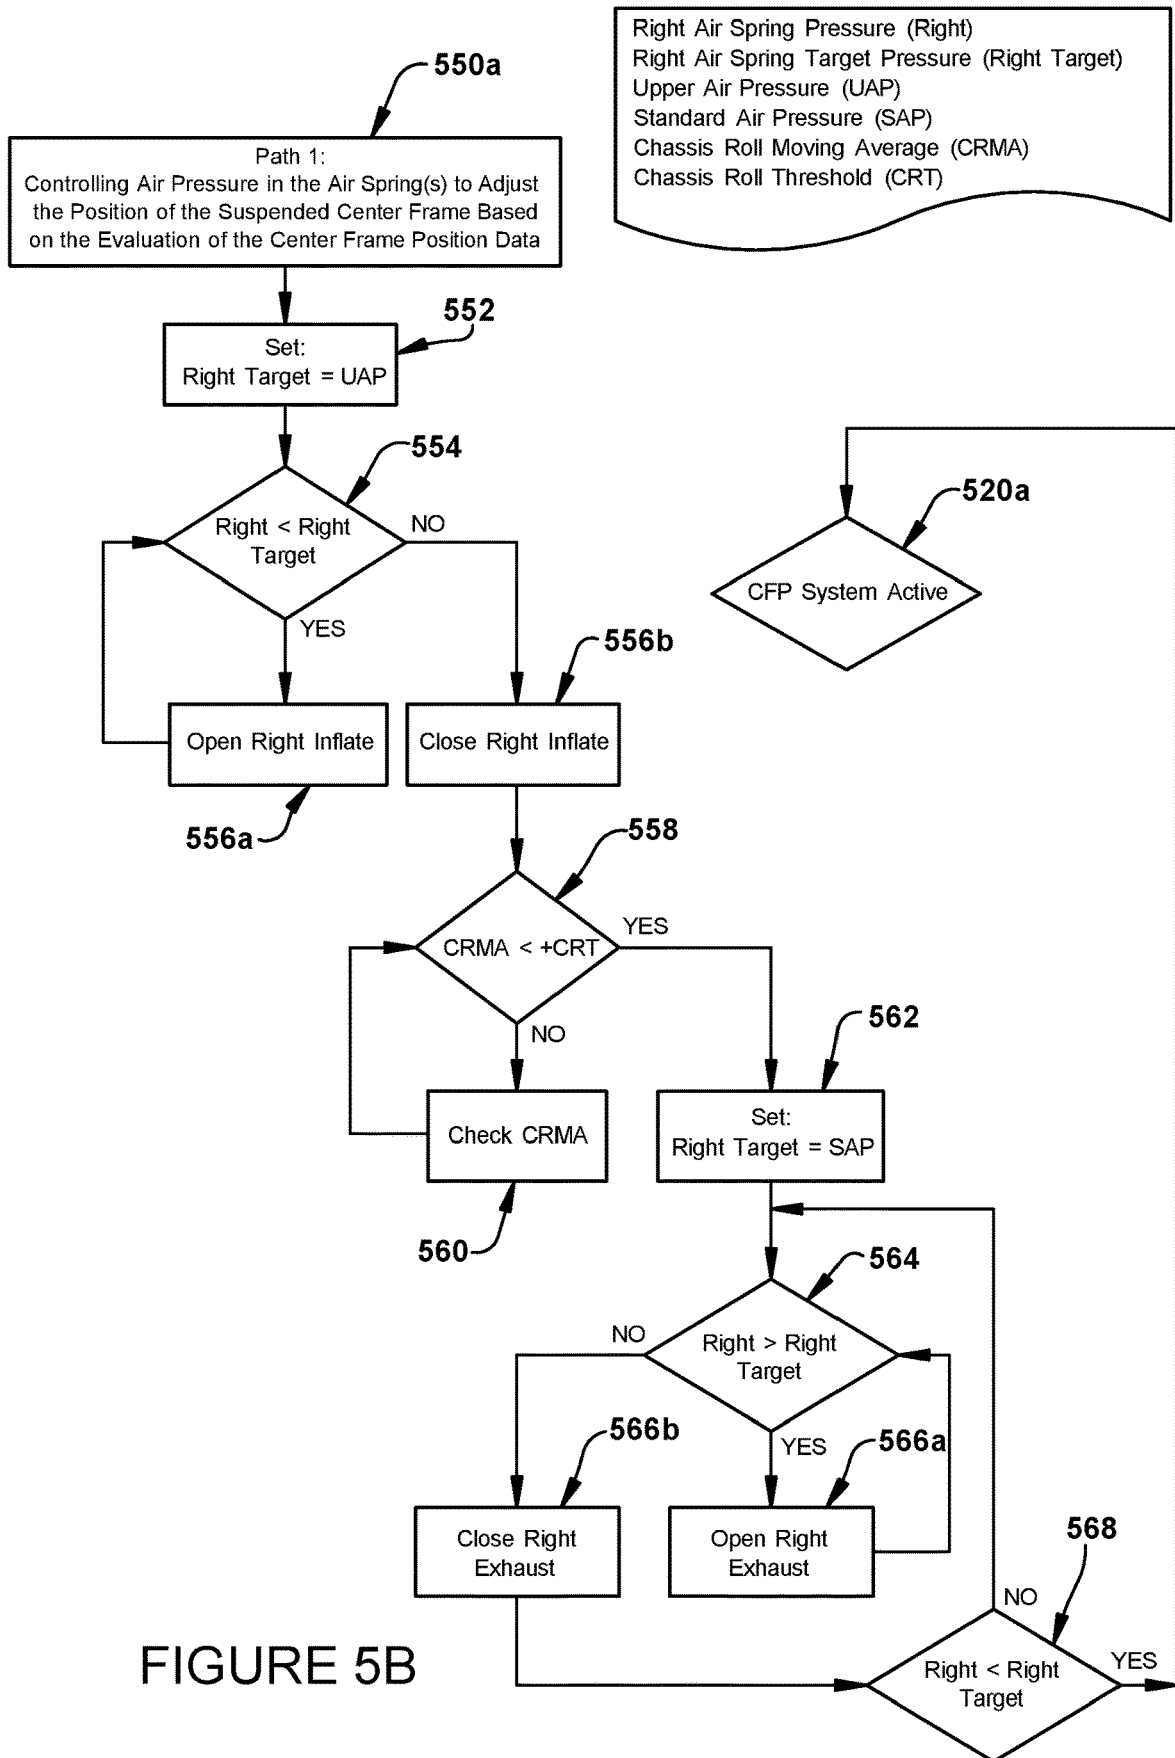 Right Air Spring Pressure (Right)
Right Air Spring Target Pressure (Right Target)
Upper Air Pressure (UAP)
Standard Air Pressure (SAP)
Chassis Roll Moving Average (CRMA)
Chassis Roll Threshold (CRT)
550a
Path 1:
Controlling Air Pressure in the Air Spring(s) to Adjust
the Position of the Suspended Center Frame Based
on the Evaluation of the Center Frame Position Data
552
Set:
Right Target = UAP
554
Right < Right
Target
NO
YES
520a
CFP System Active
556b
Open Right Inflate
Close Right Inflate
556a
558
CRMA < +CRT
YES
NO
562
Check CRMA
Set:
Right Target = SAP
560
564
Right > Right
Target
NO
YES
566b
566a
Close Right
Exhaust
Open Right
Exhaust
568
NO
Right < Right
Target
YES
FIGURE 5B